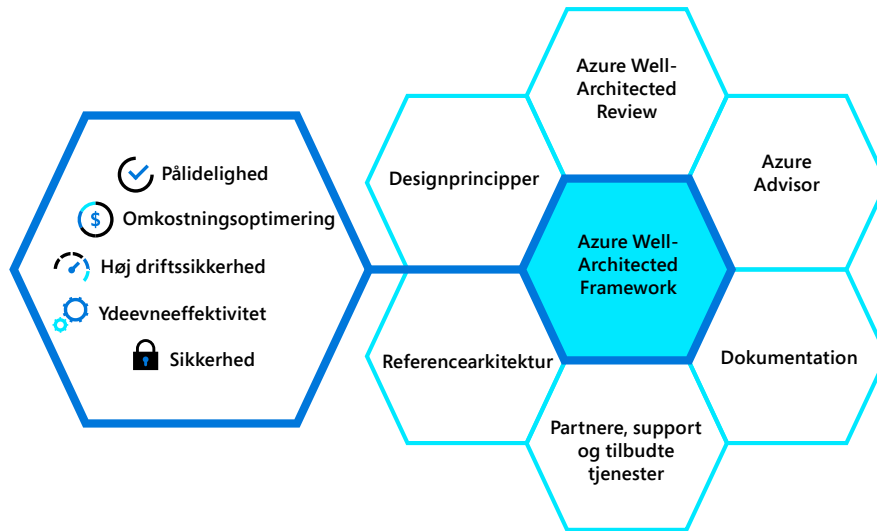 Pålidelighed
$
Omkostningsoptimering
Høj driftssikkerhed
Ydeevneeffektivitet
Sikkerhed
Azure Well-
Architected
Review
Designprincipper
Azure
Advisor
Azure Well-
Architected
Framework
Referencearkitektur
Dokumentation
Partnere, support
og tilbudte
tjenester